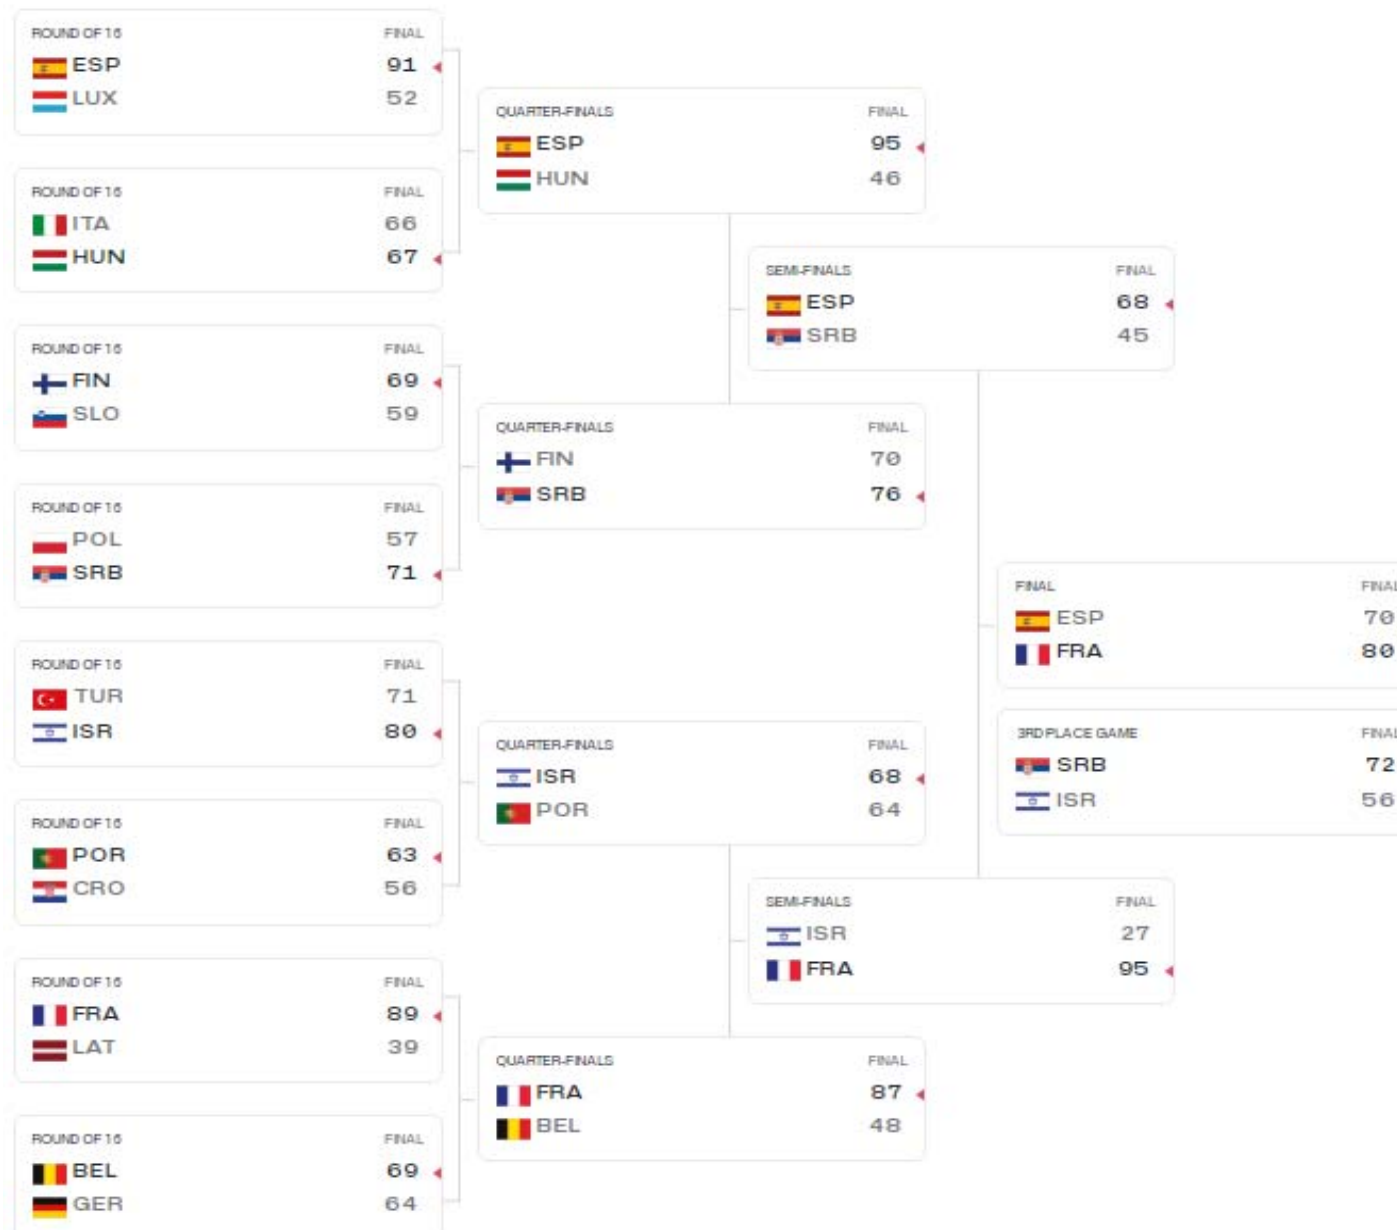 ROUND OF 16 FINAL
ESP 91
LUX 52
ROUND OF 16 FINAL
ITA 66
HUN 67
ROUND OF 16 FINAL
FIN 69
SLO 59
ROUND OF 16 FINAL
POL 57
SRB 71
ROUND OF 16 FINAL
TUR 71
ISR 80
ROUND OF 16 FINAL
POR 63
CRO 56
ROUND OF 16 FINAL
FRA 89
LAT 39
ROUND OF 16 FINAL
BEL 69
GER 64
QUARTER-FINALS FINAL
ESP 95
HUN 46
QUARTER-FINALS FINAL
FIN 70
SRB 76
QUARTER-FINALS FINAL
ISR 68
POR 64
QUARTER-FINALS FINAL
FRA 87
BEL 48
SEMI-FINALS FINAL
ESP 68
SRB 45
SEMI-FINALS FINAL
ISR 27
FRA 95
FINAL FINAL
ESP 70
FRA 80
3RD PLACE GAME FINAL
SRB 72
ISR 56